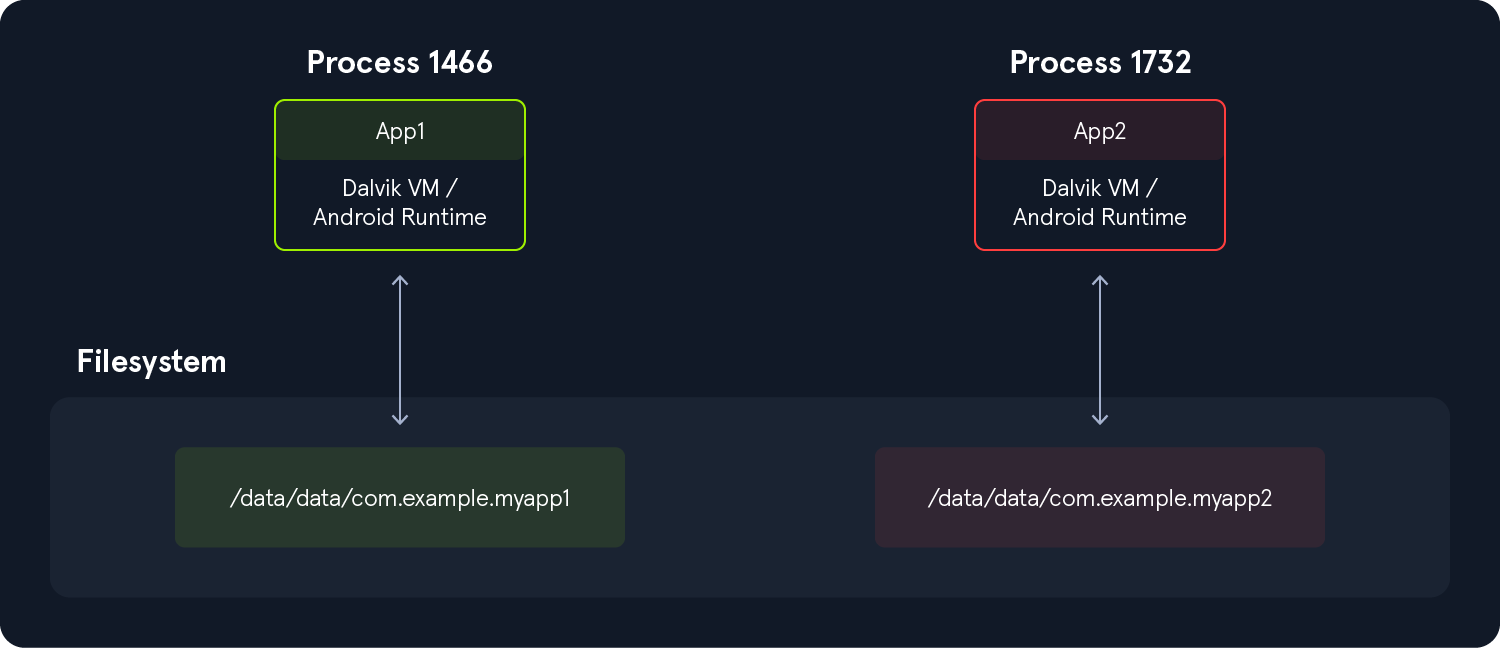 Process 1466
App1
Dalvik VM /
Android Runtime
Process 1732
App2
Dalvik VM /
Android Runtime
Filesystem
/data/data/com.example.myapp1
/data/data/com.example.myapp2